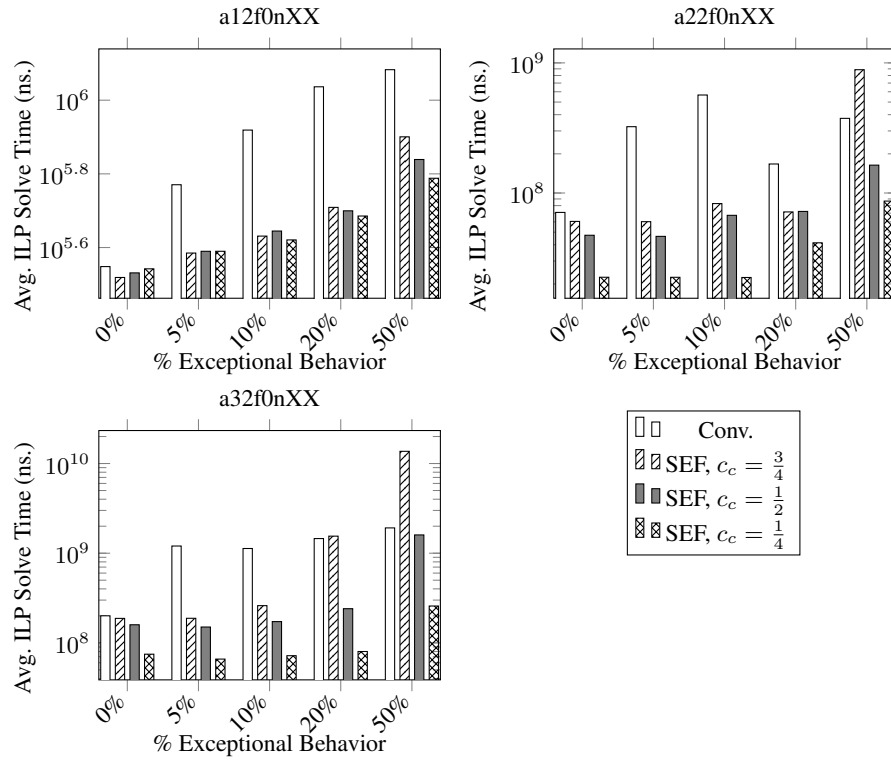 a12f0nXX
Avg. ILP Solve Time (ns.)
10^6
10^5.8
10^5.6
0% 5% 10% 20% 50%
% Exceptional Behavior
a22f0nXX
Avg. ILP Solve Time (ns.)
10^9
10^8
0% 5% 10% 20% 50%
% Exceptional Behavior
a32f0nXX
Avg. ILP Solve Time (ns.)
10^10
10^9
10^8
0% 5% 10% 20% 50%
% Exceptional Behavior
Conv.
SEF, c_c = 3/4
SEF, c_c = 1/2
SEF, c_c = 1/4